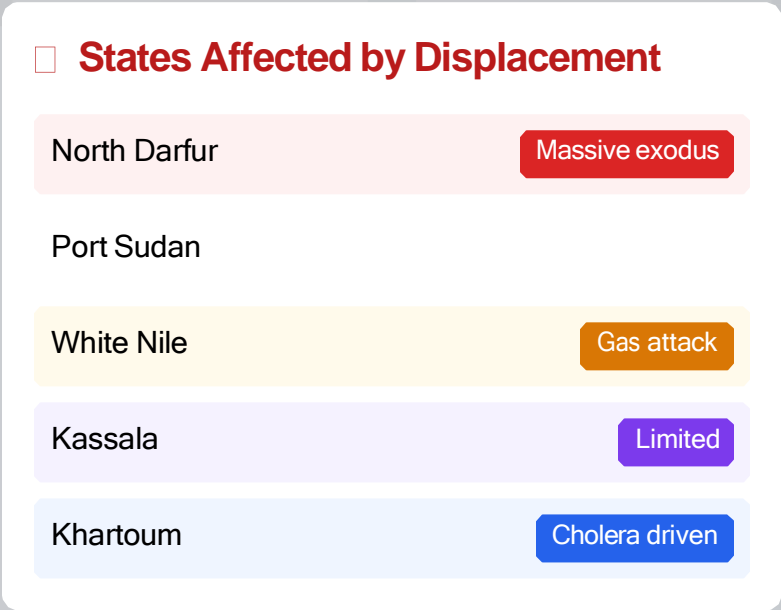 States Affected by Displacement
North Darfur Massive exodus
Port Sudan
White Nile Gas attack
Kassala Limited
Khartoum Cholera driven